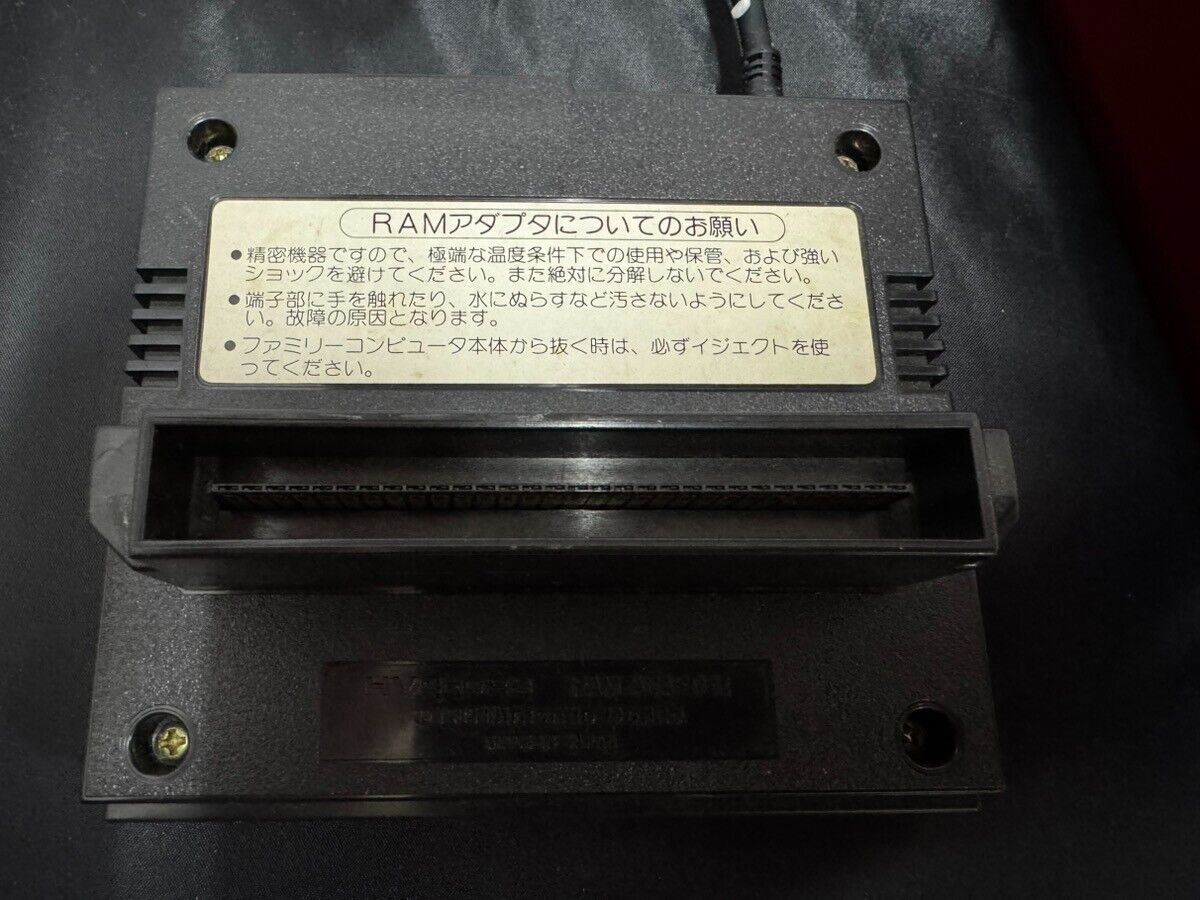 RAMアダプタについてのお願い
●精密機器ですので、極端な温度条件下での使用や保管、および強い
ショックを避けてください。また絶対に分解しないでください。
●端子部に手を触れたり、水にぬらすなど汚さないようにしてくださ
い。故障の原因となります。
●ファミリーコンピュータ本体から抜く時は、必ずイジェクトを使
ってください。